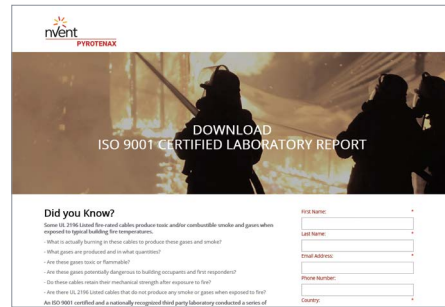 nvent
PYROTENAX
DOWNLOAD
ISO 9001 CERTIFIED LABORATORY REPORT
Did you Know?
Some UL 2196 Listed fire-rated cables produce toxic and/or combustible smoke and gases when
exposed to typical building fire temperatures.
- What is actually burning in these cables to produce these gases and smoke?
- What gases are produced and in what quantities?
- Are these gases toxic or flammable?
- Are these gases potentially dangerous to building occupants and first responders?
- Do these cables retain their mechanical strength after exposure to fire?
- Are there UL 2196 Listed cables that do not produce any smoke or gases when exposed to fire?
An ISO 9001 certified and a nationally recognized third party laboratory conducted a series of
First Name: *
Last Name: *
Email Address: *
Phone Number:
Country: *